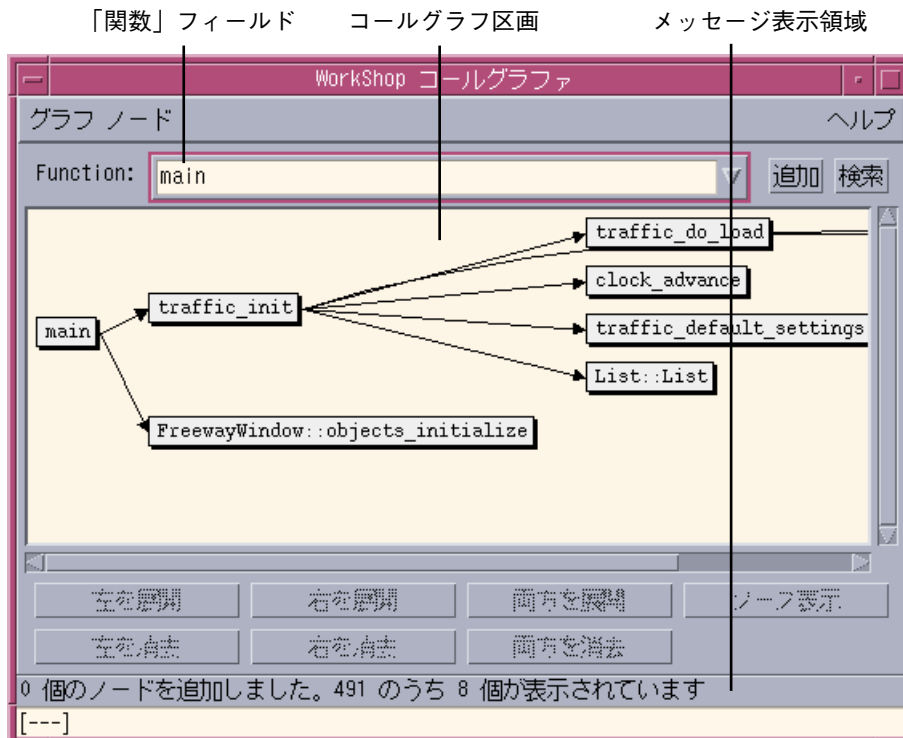 「関数」フィールド コールグラフ区画 メッセージ表示領域
WorkShop コールグラファ
グラフ ノード ヘルプ
Function: main 追加 検索
traffic_do_load
clock_advance
traffic_init
main
traffic_default_settings
List::List
FreewayWindow::objects_initialize
左を展開 右を展開 両方を展開 ソース表示
左を消去 右を消去 両方を消去
0 個のノードを追加しました。491 のうち 8 個が表示されています
[---]